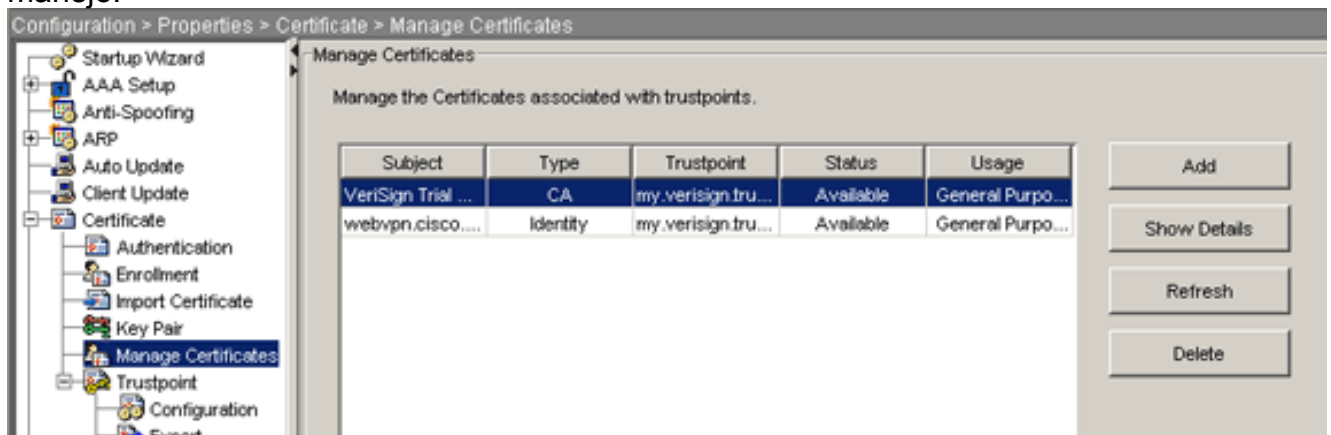 manejo.
Configuration > Properties > Certificate > Manage Certificates
Startup Wizard
AAA Setup
Anti-Spoofing
ARP
Auto Update
Client Update
Certificate
Authentication
Enrollment
Import Certificate
Key Pair
Manage Certificates
Trustpoint
Configuration
Export
Manage Certificates
Manage the Certificates associated with trustpoints.
Subject Type Trustpoint Status Usage
VeriSign Trial ... CA my.verisign.tru... Available General Purpo...
webvpn.cisco.... Identity my.verisign.tru... Available General Purpo...
Add
Show Details
Refresh
Delete